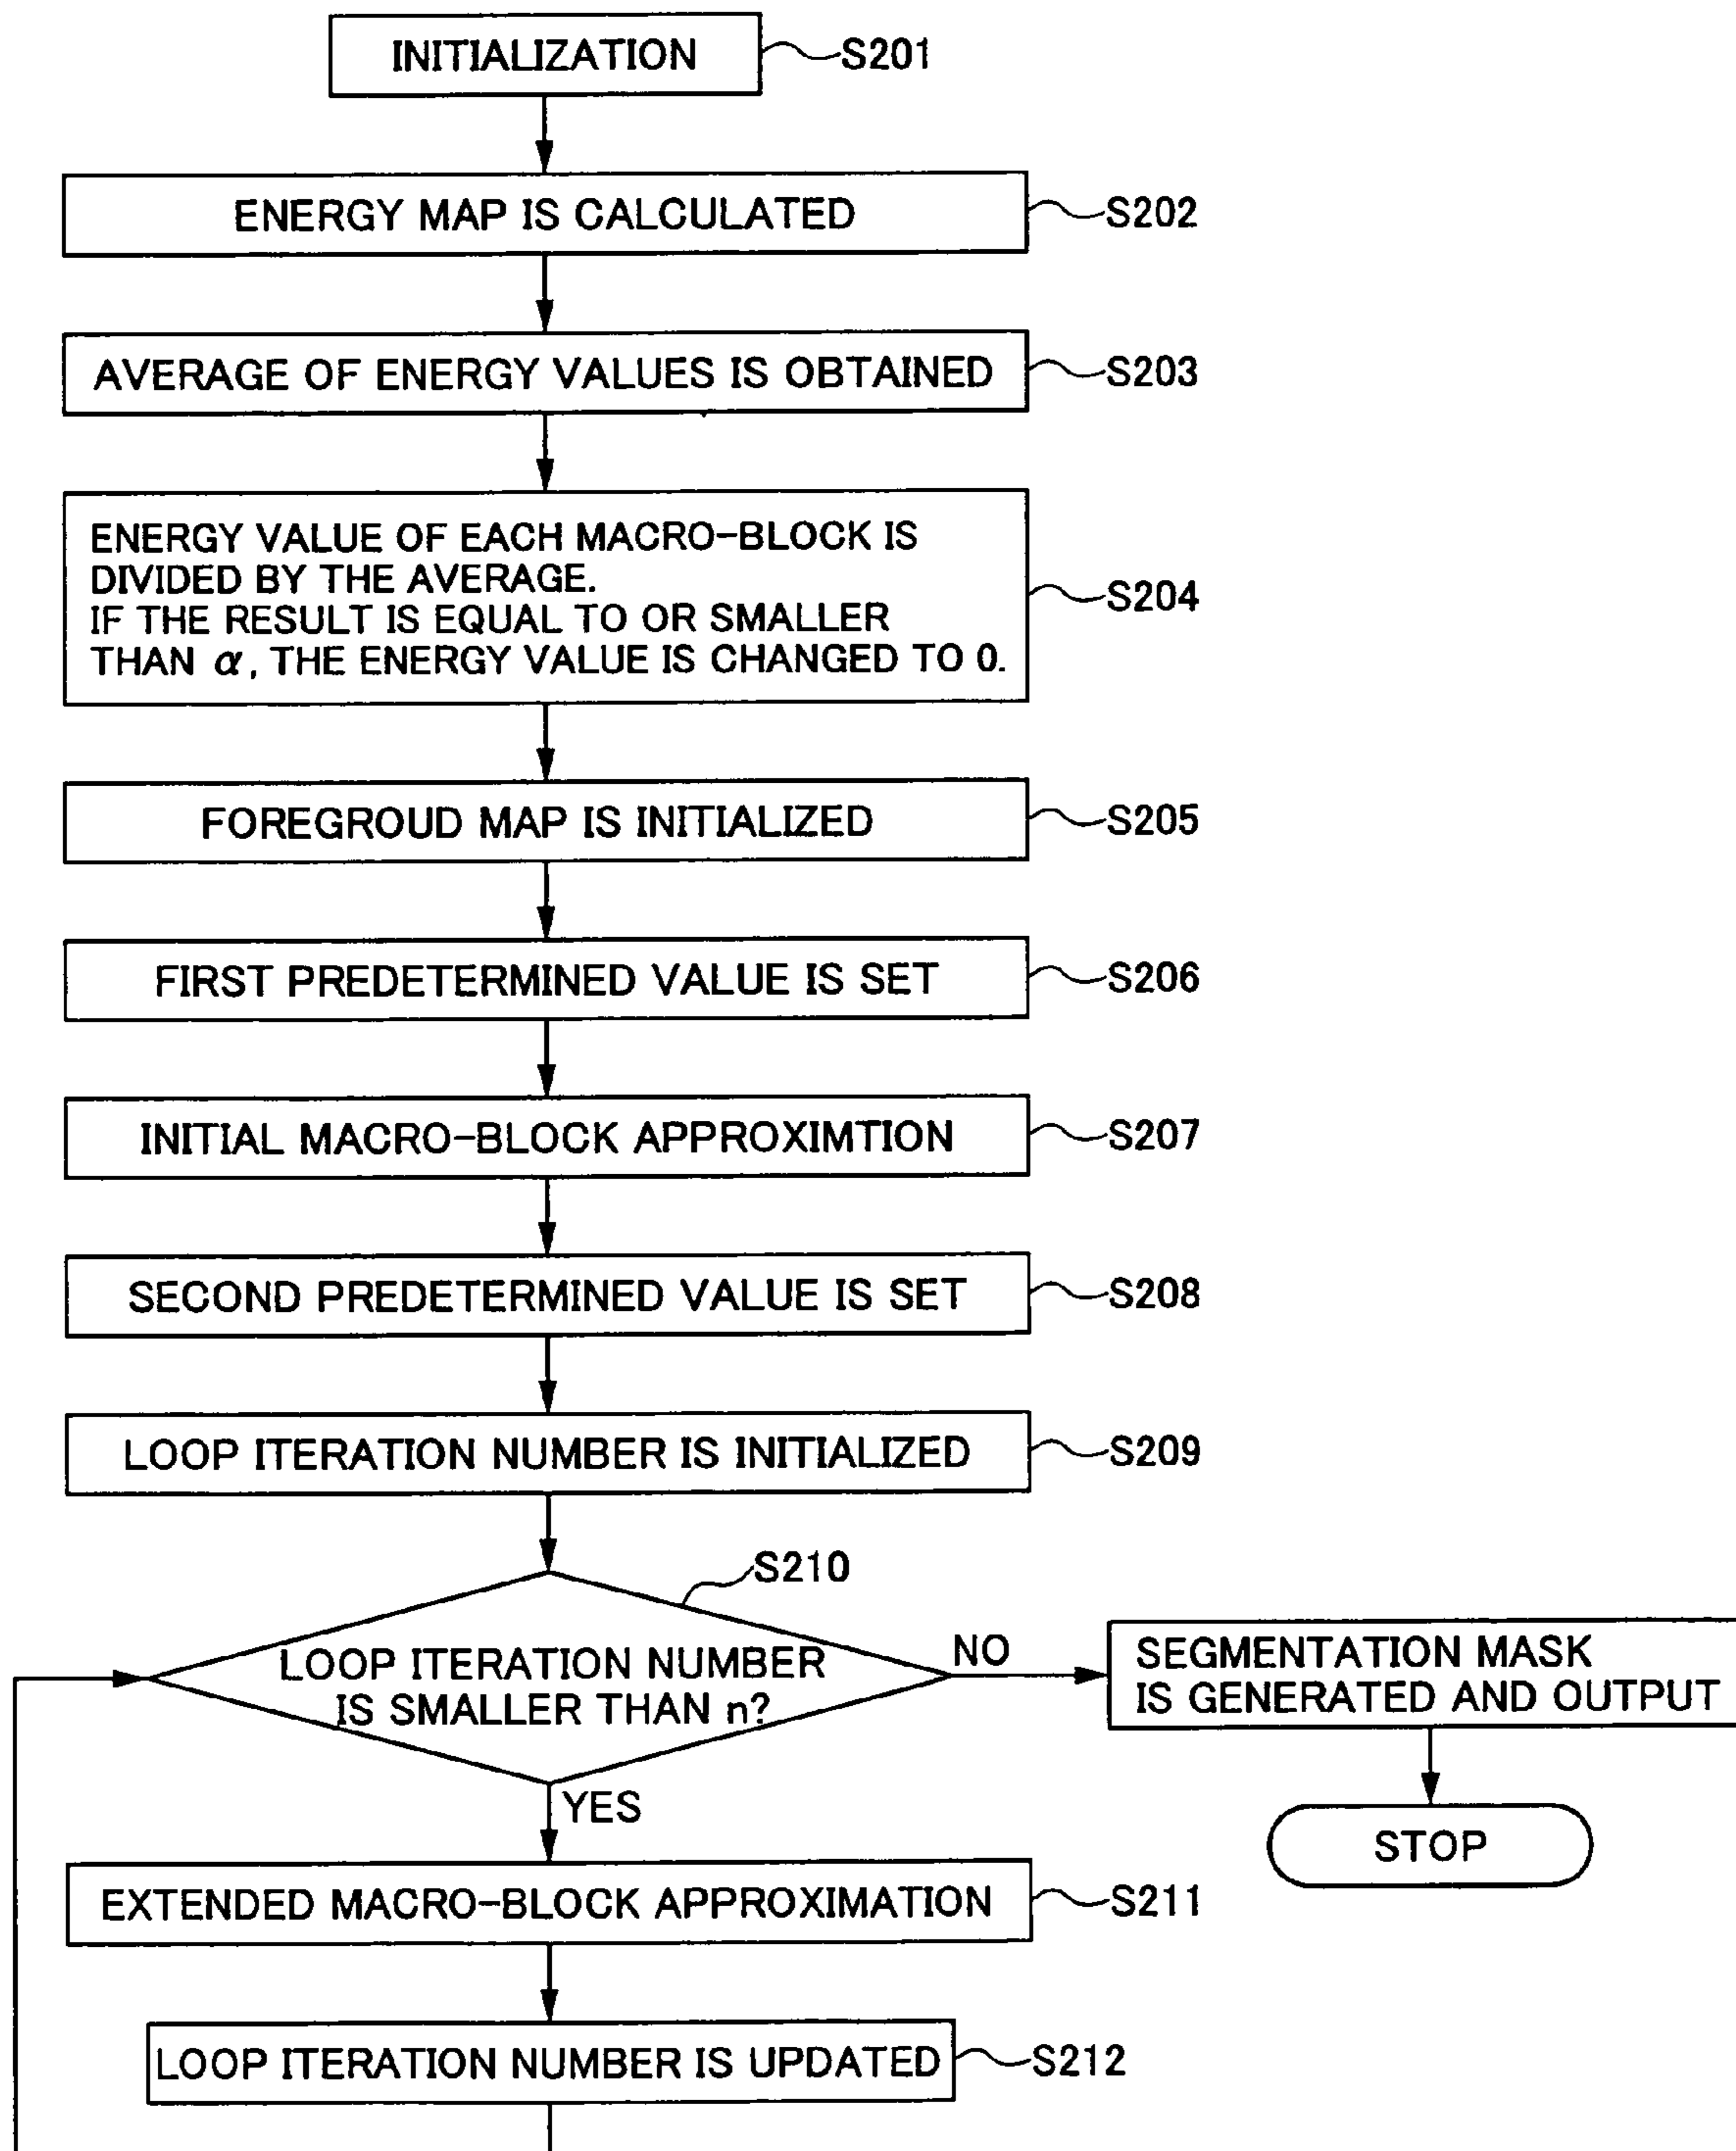 INITIALIZATION
S201
ENERGY MAP IS CALCULATED
S202
AVERAGE OF ENERGY VALUES IS OBTAINED
S203
ENERGY VALUE OF EACH MACRO-BLOCK IS
DIVIDED BY THE AVERAGE.
IF THE RESULT IS EQUAL TO OR SMALLER
THAN α, THE ENERGY VALUE IS CHANGED TO 0.
S204
FOREGROUD MAP IS INITIALIZED
S205
FIRST PREDETERMINED VALUE IS SET
S206
INITIAL MACRO-BLOCK APPROXIMTION
S207
SECOND PREDETERMINED VALUE IS SET
S208
LOOP ITERATION NUMBER IS INITIALIZED
S209
S210
LOOP ITERATION NUMBER
IS SMALLER THAN n?
NO
SEGMENTATION MASK
IS GENERATED AND OUTPUT
YES
STOP
EXTENDED MACRO-BLOCK APPROXIMATION
S211
LOOP ITERATION NUMBER IS UPDATED
S212